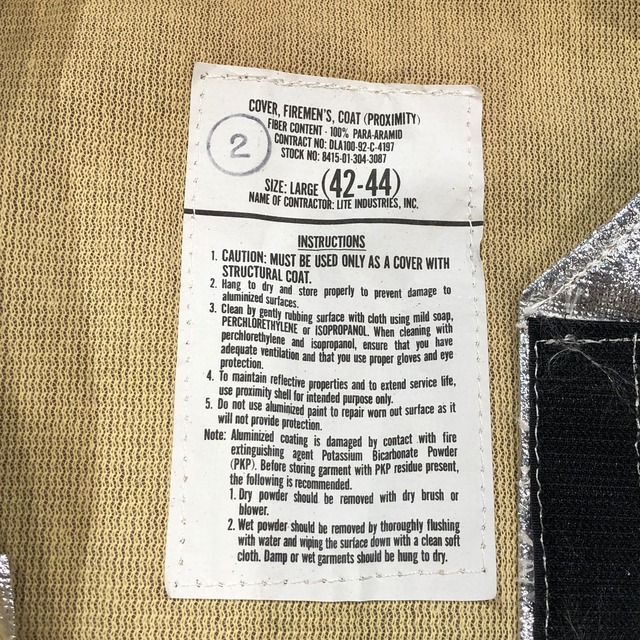 COVER, FIREMEN'S, COAT (PROXIMITY)
FIBER CONTENT - 100% PARA-ARAMID
CONTRACT NO: DLA100-92-C-4197
STOCK NO: 8415-01-304-3087
2
SIZE: LARGE (42-44)
NAME OF CONTRACTOR: LITE INDUSTRIES, INC.
INSTRUCTIONS
1. CAUTION: MUST BE USED ONLY AS A COVER WITH
STRUCTURAL COAT.
2. Hang to dry and store properly to prevent damage to
aluminized surfaces.
3. Clean by gently rubbing surface with cloth using mild soap,
PERCHLORETHYLENE or ISOPROPANOL. When cleaning with
perchlorethylene and isopropanol, ensure that you have
adequate ventilation and that you use proper gloves and eye
protection.
4. To maintain reflective properties and to extend service life,
use proximity shell for intended purpose only.
5. Do not use aluminized paint to repair worn out surface as it
will not provide protection.
Note: Aluminized coating is damaged by contact with fire
extinguishing agent Potassium Bicarbonate Powder
(PKP). Before storing garment with PKP residue present,
the following is recommended.
1. Dry powder should be removed with dry brush or
blower.
2. Wet powder should be removed by thoroughly flushing
with water and wiping the surface down with a clean soft
cloth. Damp or wet garments should be hung to dry.